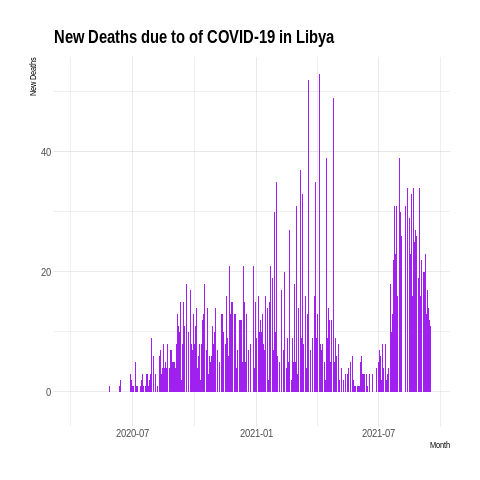 New Deaths due to of COVID-19 in Libya
New Deaths
40
20
0
2020-07
2021-01
2021-07
Month